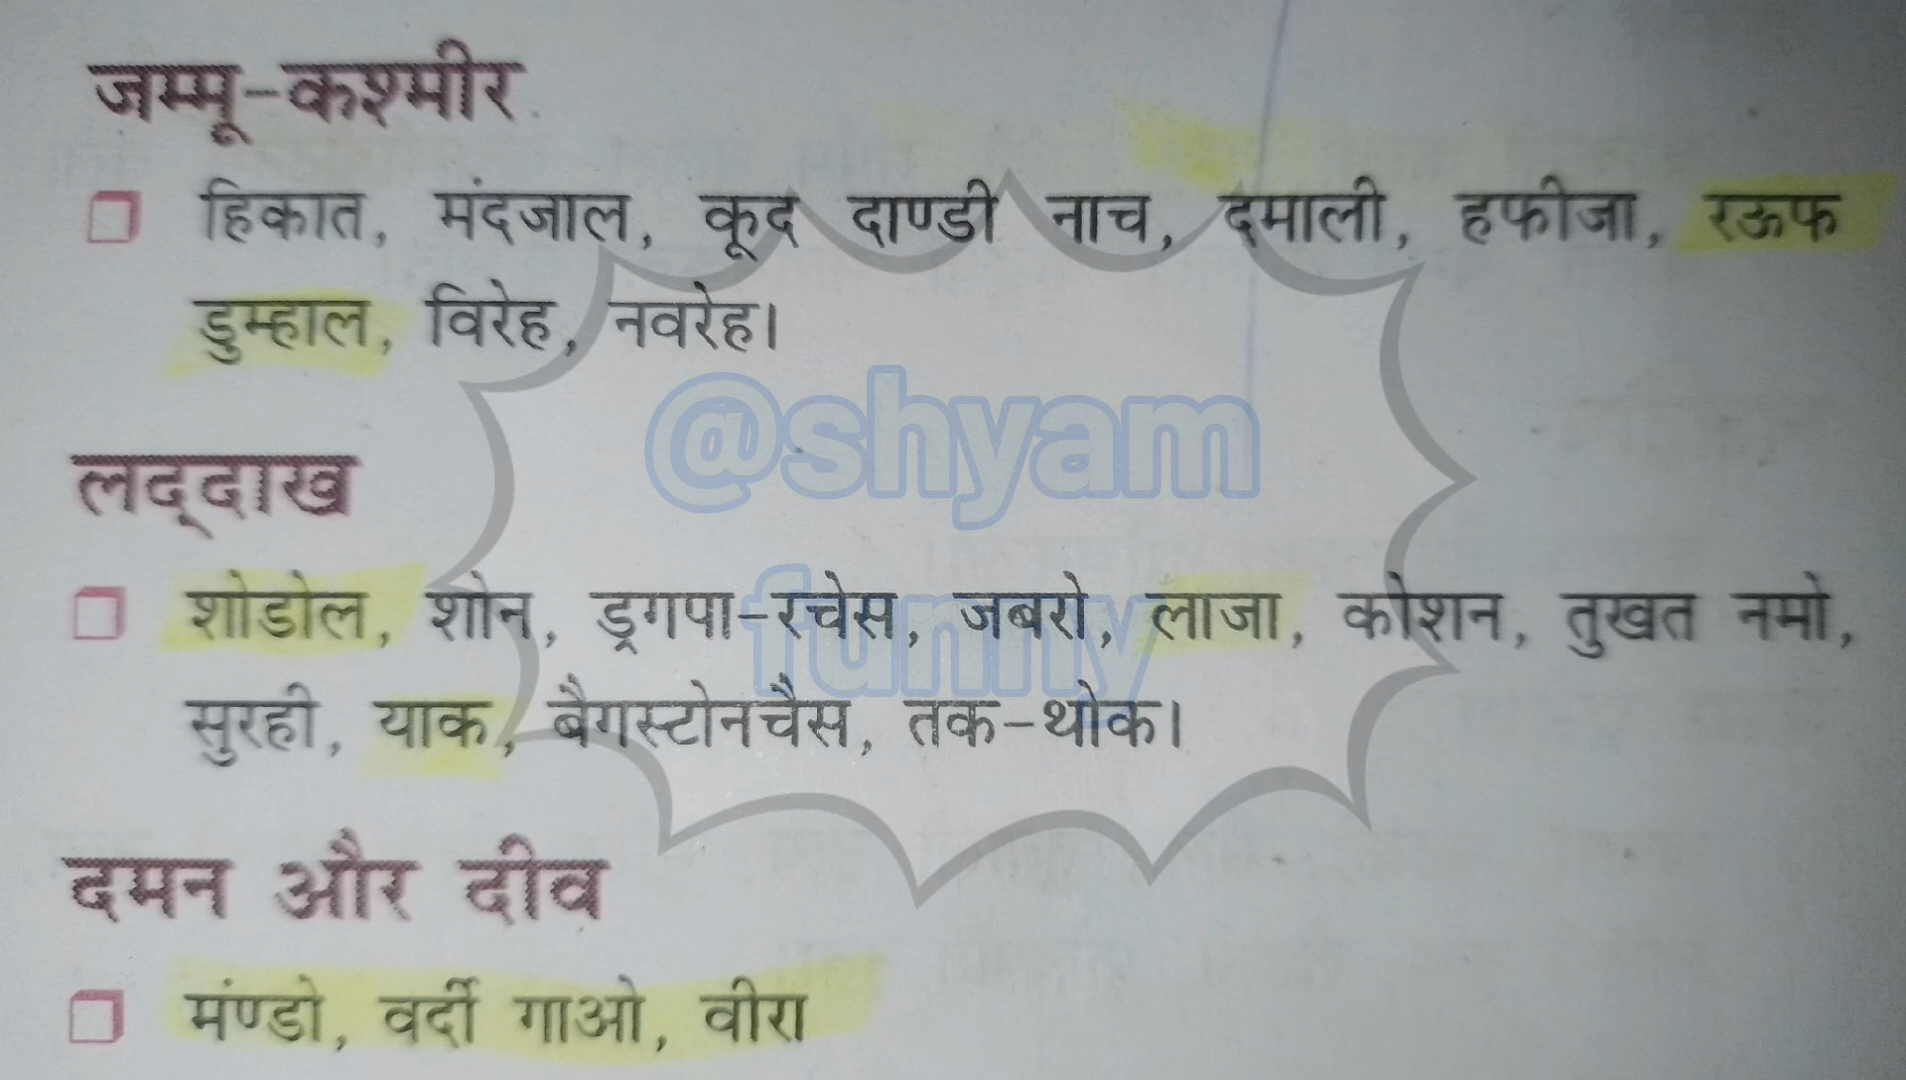 जम्मू-कश्मीर
हिकात, मंदजाल, कूद दाण्डी नाच, दमाली, हफीजा, रऊफ
डुम्हाल, विरेह, नवरेह।
@shyam
लद्दाख
शोडोल, शोन, ड्रगपा-रचेस, जबरो, लाजा, कोशन, तुखत नमो,
funny
सुरही, याक, बैगस्टोनचैंस, तक-थोक।
दमन और दीव
मंण्डो, वर्दी गाओ, वीरा